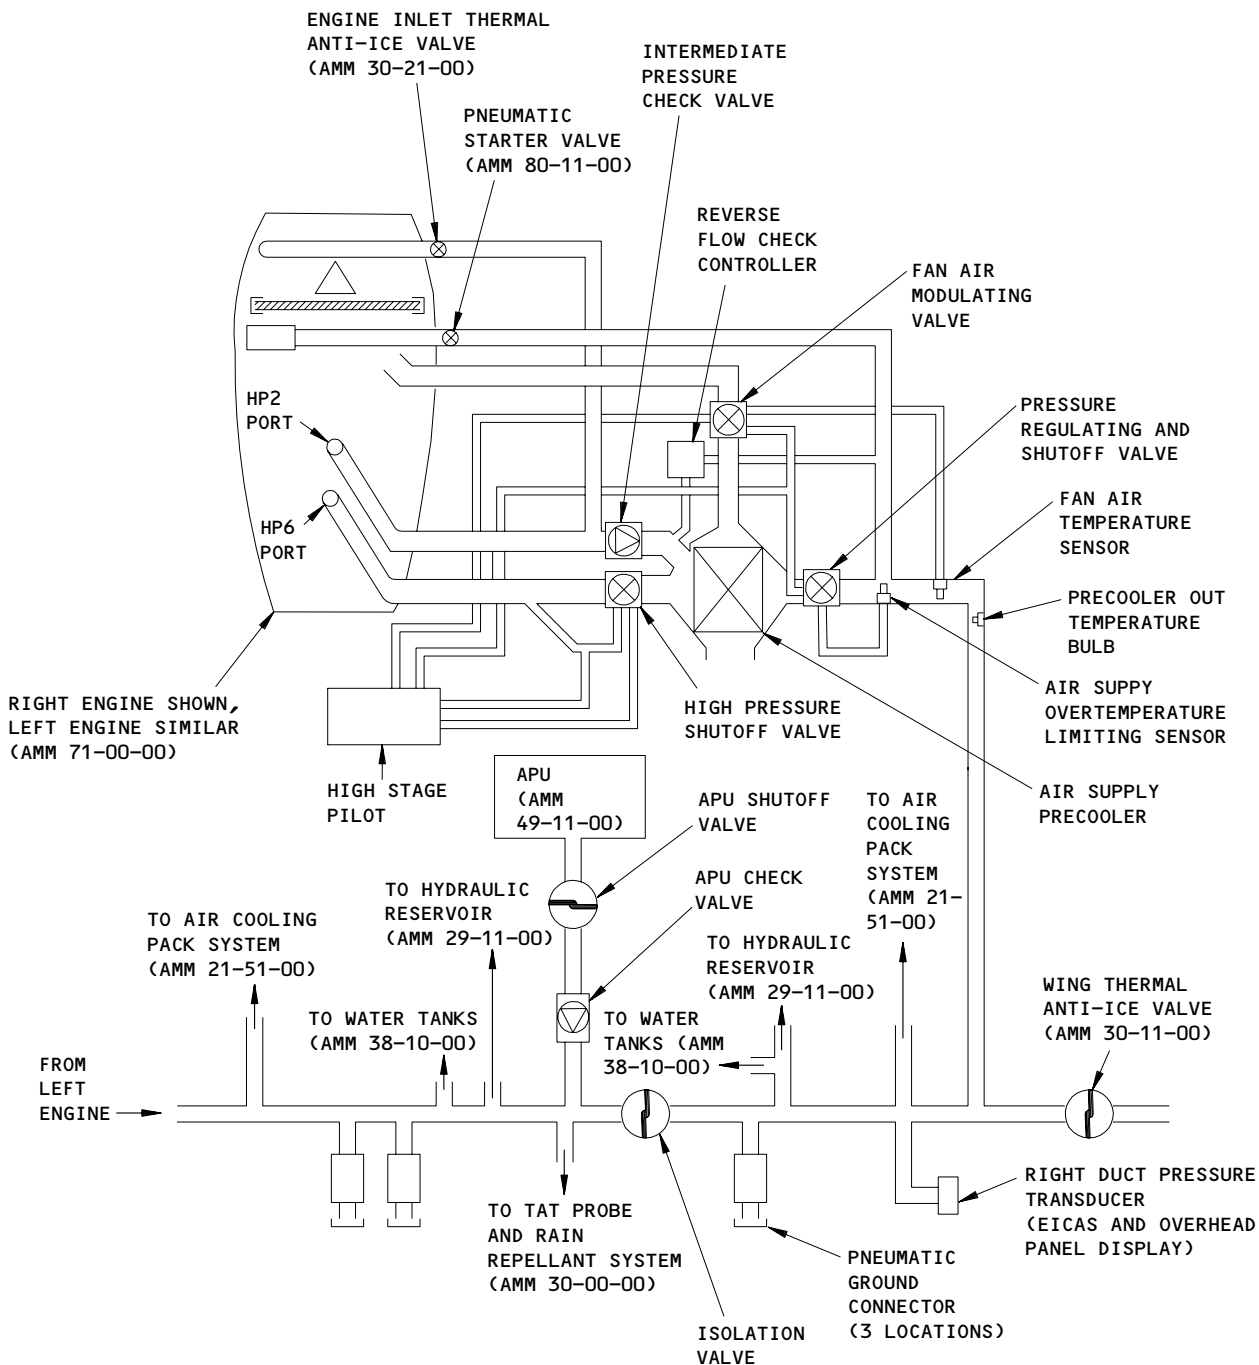 ENGINE INLET THERMAL
ANTI-ICE VALVE
(AMM 30-21-00)
INTERMEDIATE
PRESSURE
CHECK VALVE
PNEUMATIC
STARTER VALVE
(AMM 80-11-00)
REVERSE
FLOW CHECK
CONTROLLER
FAN AIR
MODULATING
VALVE
HP2
PORT
PRESSURE
REGULATING AND
SHUTOFF VALVE
HP6
PORT
FAN AIR
TEMPERATURE
SENSOR
PRECOOLER OUT
TEMPERATURE
BULB
RIGHT ENGINE SHOWN,
LEFT ENGINE SIMILAR
(AMM 71-00-00)
HIGH PRESSURE
SHUTOFF VALVE
AIR SUPPY
OVERTEMPERATURE
LIMITING SENSOR
HIGH STAGE
PILOT
APU
(AMM
49-11-00)
APU SHUTOFF
VALVE
TO AIR
COOLING
PACK
SYSTEM
(AMM 21-
51-00)
AIR SUPPLY
PRECOOLER
TO HYDRAULIC
RESERVOIR
(AMM 29-11-00)
APU CHECK
VALVE
TO AIR COOLING
PACK SYSTEM
(AMM 21-51-00)
TO HYDRAULIC
RESERVOIR
(AMM 29-11-00)
WING THERMAL
ANTI-ICE VALVE
(AMM 30-11-00)
TO WATER TANKS
(AMM 38-10-00)
TO WATER
TANKS (AMM
38-10-00)
FROM
LEFT
ENGINE
RIGHT DUCT PRESSURE
TRANSDUCER
(EICAS AND OVERHEAD
PANEL DISPLAY)
TO TAT PROBE
AND RAIN
REPELLANT SYSTEM
(AMM 30-00-00)
PNEUMATIC
GROUND
CONNECTOR
(3 LOCATIONS)
ISOLATION
VALVE